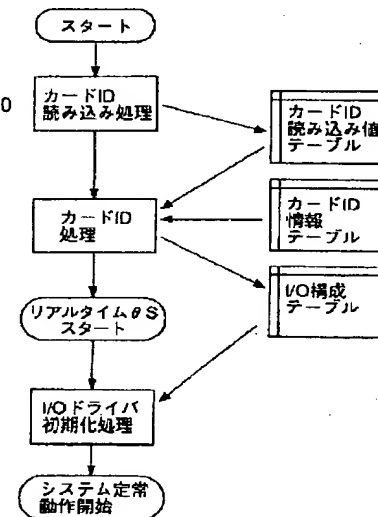 スタート
0
カードID
読み込み処理
カードID
読み込み値
テーブル
カードID
処理
カードID
情報
テーブル
リアルタイムθS
スタート
I/O構成
テーブル
I/Oドライバ
初期化処理
システム定常
動作開始